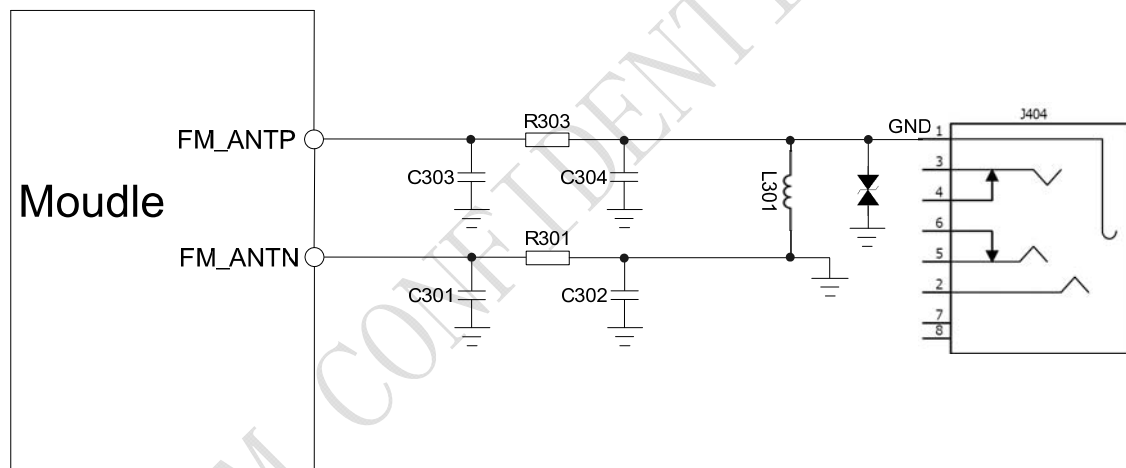 J404
R303
GND
1
FM_ANTP
3
C303
C304
L301
4
Moudle
6
R301
FM_ANTN
5
C301
C302
2
7
8
M CONFIDENT